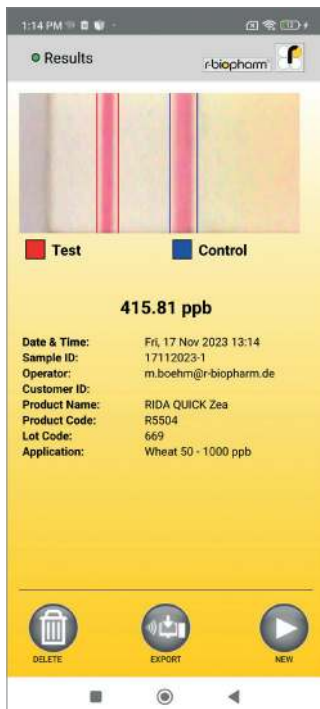 1:14 PM
Results
r-biopharm
Test
Control
415.81 ppb
Date & Time: Fri, 17 Nov 2023 13:14
Sample ID: 17112023-1
Operator: m.boehm@r-biopharm.de
Customer ID:
Product Name: RIDA QUICK Zea
Product Code: R5504
Lot Code: 669
Application: Wheat 50 - 1000 ppb
DELETE EXPORT NEW